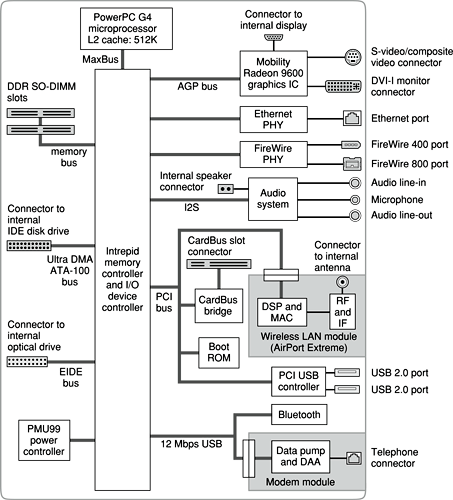 PowerPC G4
microprocessor
L2 cache: 512K
MaxBus
Connector to
internal display
AGP bus
Mobility
Radeon 9600
graphics IC
S-video/composite
video connector
DVI-I monitor
connector
DDR SO-DIMM
slots
memory
bus
Ethernet
PHY
Ethernet port
FireWire
PHY
FireWire 400 port
FireWire 800 port
Internal speaker
connector
I2S
Audio
system
Audio line-in
Microphone
Audio line-out
Connector to
internal
IDE disk drive
Ultra DMA
ATA-100
bus
Intrepid
memory
controller
and I/O
device
controller
PCI
bus
CardBus slot
connector
CardBus
bridge
Boot
ROM
Connector
to internal
antenna
DSP and
MAC
RF
and
IF
Wireless LAN module
(AirPort Extreme)
Connector to
internal
optical drive
EIDE
bus
PCI USB
controller
USB 2.0 port
USB 2.0 port
PMU99
power
controller
12 Mbps USB
Bluetooth
Data pump
and DAA
Modem module
Telephone
connector